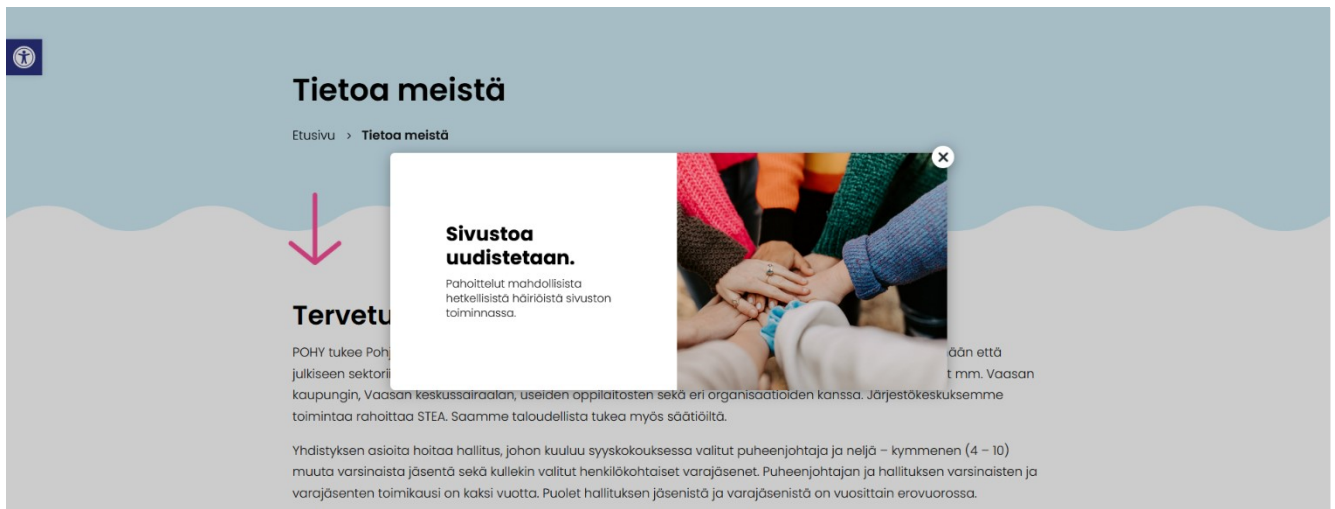 Tietoa meistä
Etusivu > Tietoa meistä
Sivustoa
uudistetaan.
Pahoittelut mahdollisista
hetkellisistä häiriöistä sivuston
toiminnassa.
POHY tukee että
julkiseen mm. Vaasan
kaupungin, Vaasan keskussairaalan, useiden oppilaitosten sekä eri organisaatioiden kanssa. Järjestökeskuksemme
toimintaa rahoittaa STEA. Saamme taloudellista tukea myös säätiöiltä.
Yhdistyksen asioita hoitaa hallitus, johon kuuluu syyskokouksessa valitut puheenjohtaja ja neljä – kymmenen (4 – 10)
muuta varsinaista jäsentä sekä kullekin valitut henkilökohtaiset varajäsenet. Puheenjohtajan ja hallituksen varsinaisten ja
varajäsenten toimikausi on kaksi vuotta. Puolet hallituksen jäsenistä ja varajäsenistä on vuosittain erovuorossa.